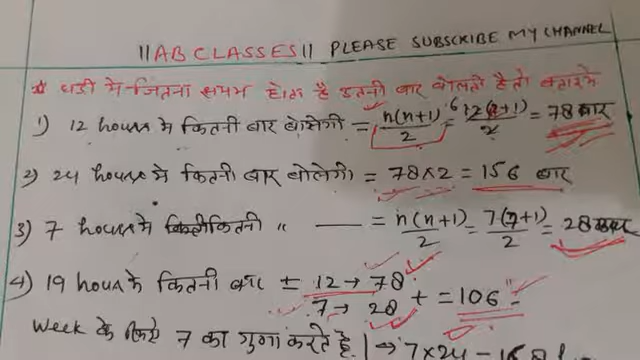 ||AB CLASSES|| PLEASE SUBSCRIBE MY CHANNEL
* घडी मे जितना समय होता है उतनी बार बोलती है तो बताइये
1) 12 hours मे कितनी बार बोलेगी = n(n+1)/2 = 12(12+1)/2 = 78 बार
2) 24 hours मे कितनी बार बोलेगी = 78×2 = 156 बार
3) 7 hours मे कितनी " —— = n(n+1)/2 = 7(7+1)/2 = 28 बार
4) 19 hour के कितनी बार ± 12 → 78
7 → 28 + = 106
Week के लिये 7 का गुणा करते है | ⇒ 7×24 = 168